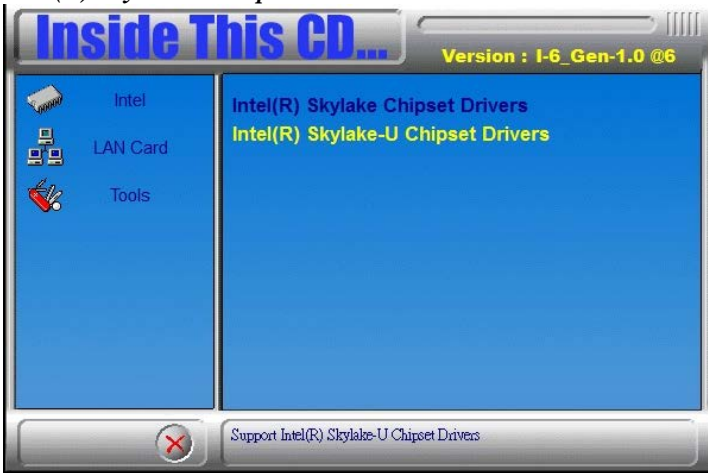 Inside This CD...
Version : I-6_Gen-1.0 @6
Intel
LAN Card
Tools
Intel(R) Skylake Chipset Drivers
Intel(R) Skylake-U Chipset Drivers
Support Intel(R) Skylake-U Chipset Drivers